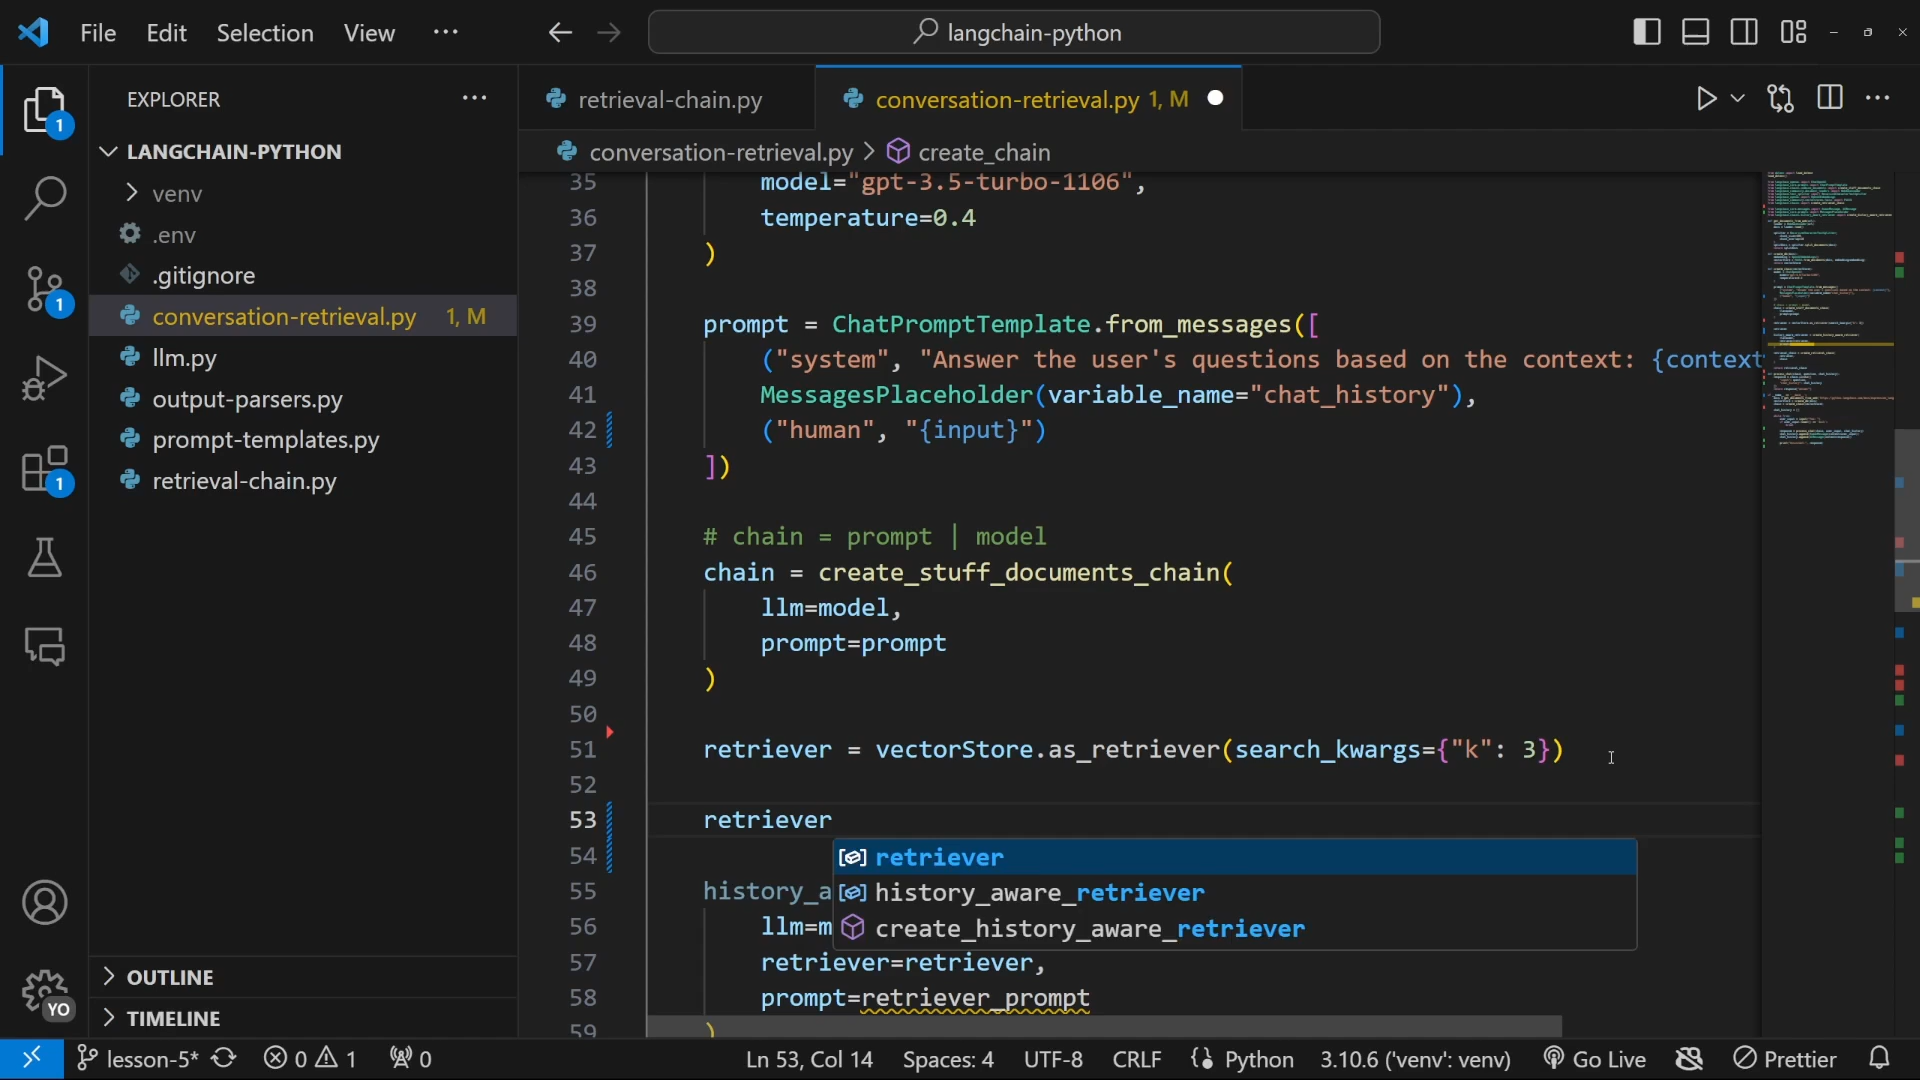 File Edit Selection View ··· langchain-python
EXPLORER ···
1
LANGCHAIN-PYTHON
venv
.env
.gitignore
1
conversation-retrieval.py 1, M
llm.py
output-parsers.py
prompt-templates.py
1
retrieval-chain.py
OUTLINE
YO
TIMELINE
retrieval-chain.py conversation-retrieval.py 1, M
conversation-retrieval.py > create_chain
35 model="gpt-3.5-turbo-1106",
36 temperature=0.4
37 )
38
39 prompt = ChatPromptTemplate.from_messages([
40 ("system", "Answer the user's questions based on the context: {context
41 MessagesPlaceholder(variable_name="chat_history"),
42 ("human", "{input}")
43 ])
44
45 # chain = prompt | model
46 chain = create_stuff_documents_chain(
47 llm=model,
48 prompt=prompt
49 )
50
51 retriever = vectorStore.as_retriever(search_kwargs={"k": 3})
52
53 retriever
54 retriever
55 history_a history_aware_retriever
56 llm=m create_history_aware_retriever
57 retriever=retriever,
58 prompt=retriever_prompt
59 )
lesson-5* 0 1 0 Ln 53, Col 14 Spaces: 4 UTF-8 CRLF Python 3.10.6 ('venv': venv) Go Live Prettier